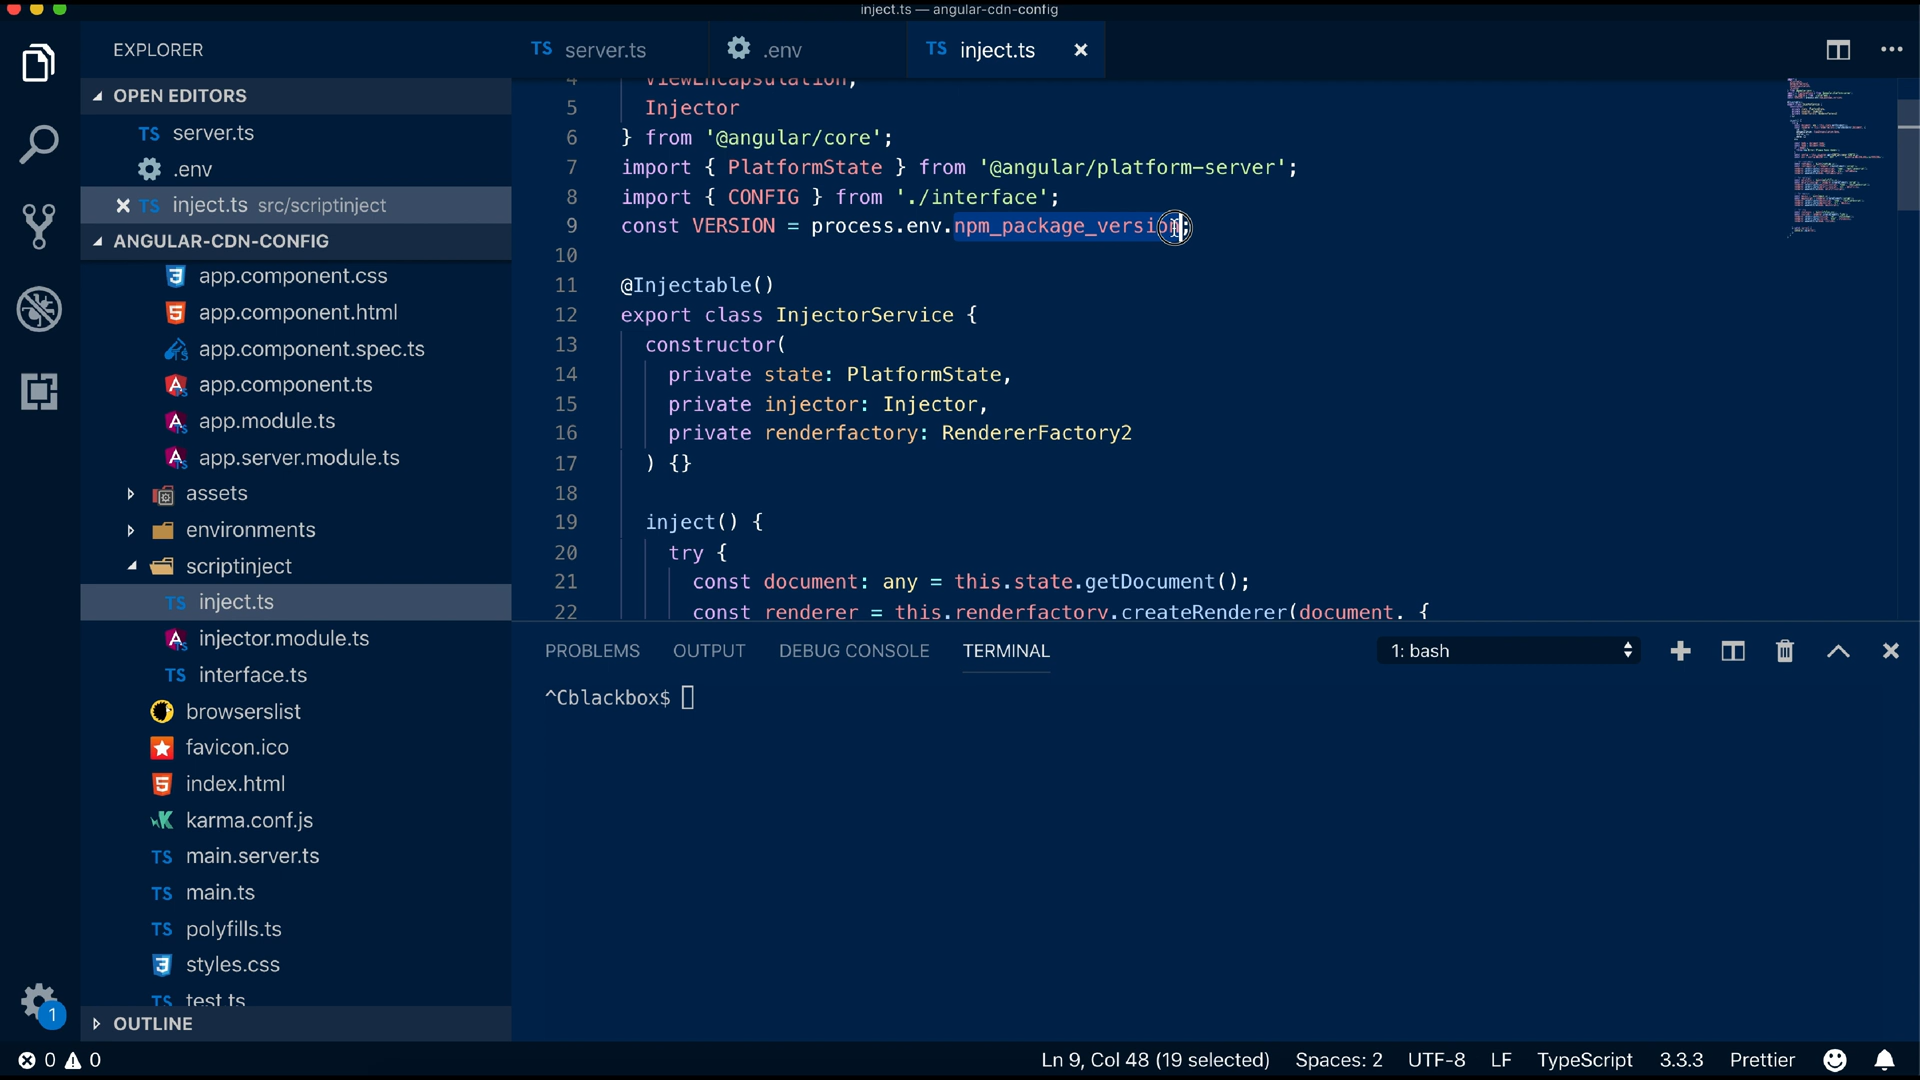 inject.ts — angular-cdn-config
EXPLORER
OPEN EDITORS
TS server.ts
.env
TS inject.ts src/scriptinject
ANGULAR-CDN-CONFIG
app.component.css
app.component.html
app.component.spec.ts
app.component.ts
app.module.ts
app.server.module.ts
assets
environments
scriptinject
TS inject.ts
injector.module.ts
TS interface.ts
browserslist
favicon.ico
index.html
karma.conf.js
TS main.server.ts
TS main.ts
TS polyfills.ts
styles.css
TS test.ts
OUTLINE
TS server.ts
.env
TS inject.ts
4 ViewEncapsulation,
5 Injector
6 } from '@angular/core';
7 import { PlatformState } from '@angular/platform-server';
8 import { CONFIG } from './interface';
9 const VERSION = process.env.npm_package_version;
10
11 @Injectable()
12 export class InjectorService {
13 constructor(
14 private state: PlatformState,
15 private injector: Injector,
16 private renderfactory: RendererFactory2
17 ) {}
18
19 inject() {
20 try {
21 const document: any = this.state.getDocument();
22 const renderer = this.renderfactory.createRenderer(document, {
PROBLEMS OUTPUT DEBUG CONSOLE TERMINAL 1: bash
^Cblackbox$
1
0 0 Ln 9, Col 48 (19 selected) Spaces: 2 UTF-8 LF TypeScript 3.3.3 Prettier